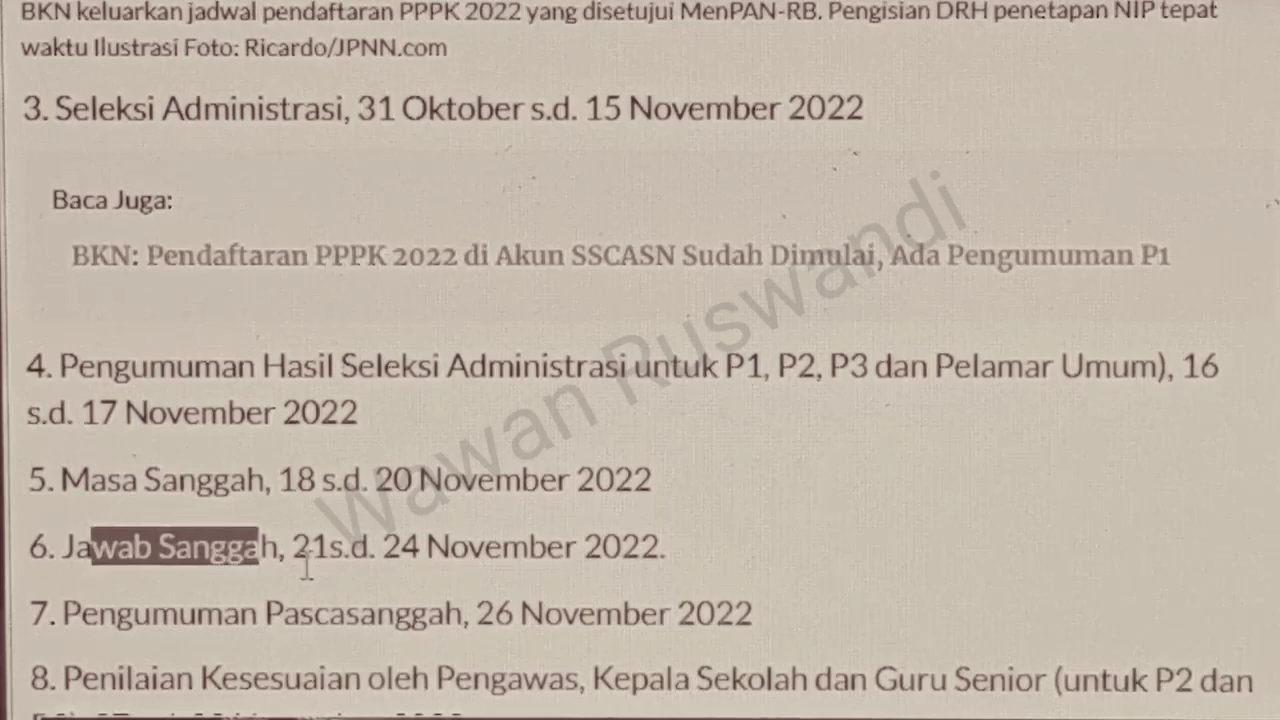 BKN keluarkan jadwal pendaftaran PPPK 2022 yang disetujui MenPAN-RB. Pengisian DRH penetapan NIP tepat
waktu Ilustrasi Foto: Ricardo/JPNN.com
3. Seleksi Administrasi, 31 Oktober s.d. 15 November 2022
Baca Juga:
BKN: Pendaftaran PPPK 2022 di Akun SSCASN Sudah Dimulai, Ada Pengumuman P1
4. Pengumuman Hasil Seleksi Administrasi untuk P1, P2, P3 dan Pelamar Umum), 16
s.d. 17 November 2022
5. Masa Sanggah, 18 s.d. 20 November 2022
6. Jawab Sanggah, 21s.d. 24 November 2022.
7. Pengumuman Pascasanggah, 26 November 2022
8. Penilaian Kesesuaian oleh Pengawas, Kepala Sekolah dan Guru Senior (untuk P2 dan
Wawan Ruswandi